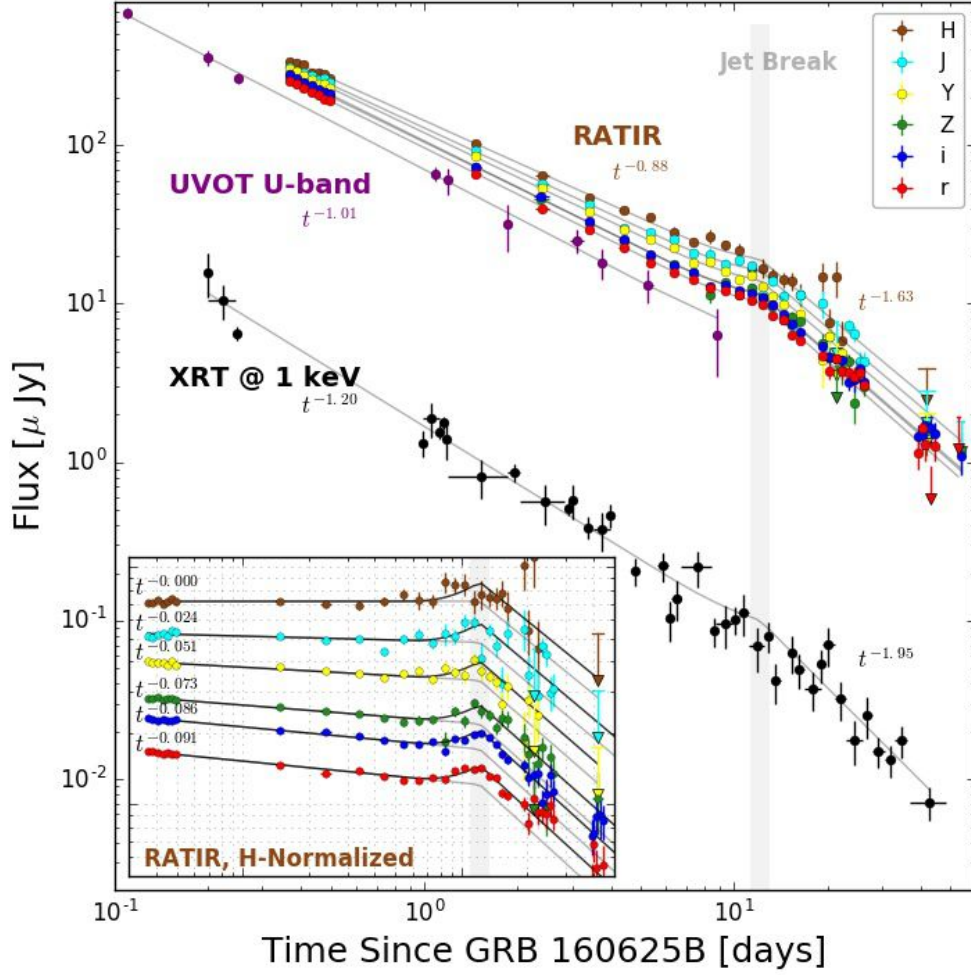 Jet Break
H
J
Y
Z
i
r
RATIR
t^{-0.88}
UVOT U-band
t^{-1.01}
t^{-1.63}
XRT @ 1 keV
t^{-1.20}
t^{-1.95}
t^{-0.000}
t^{-0.024}
t^{-0.051}
t^{-0.073}
t^{-0.086}
t^{-0.091}
RATIR, H-Normalized
Flux [μ Jy]
10^2
10^1
10^0
10^{-1}
10^{-2}
10^{-1}
10^0
10^1
Time Since GRB 160625B [days]